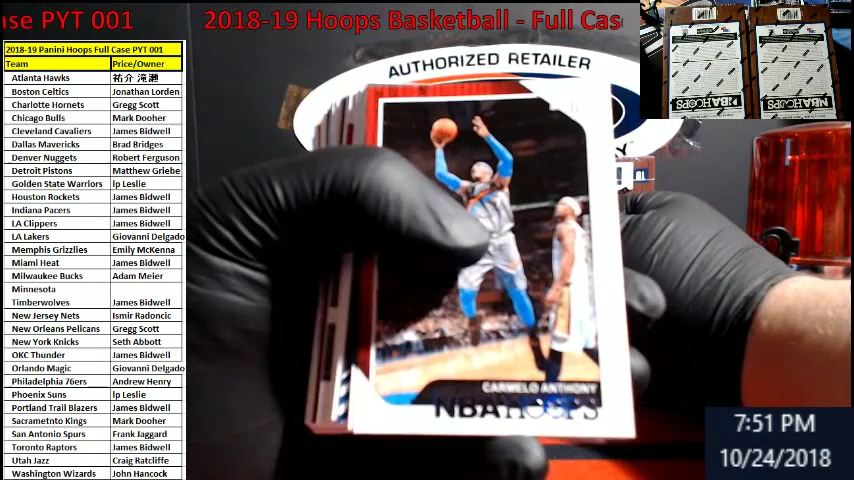 ase PYT 001
2018-19 Hoops Basketball - Full Cas
2018-19 Panini Hoops Full Case PYT 001
Team Price/Owner
Atlanta Hawks 祐介 滝瀬
Boston Celtics Jonathan Lorden
Charlotte Hornets Gregg Scott
Chicago Bulls Mark Dooher
Cleveland Cavaliers James Bidwell
Dallas Mavericks Brad Bridges
Denver Nuggets Robert Ferguson
Detroit Pistons Matthew Griebe
Golden State Warriors lp Leslie
Houston Rockets James Bidwell
Indiana Pacers James Bidwell
LA Clippers James Bidwell
LA Lakers Giovanni Delgado
Memphis Grizzlies Emily McKenna
Miami Heat James Bidwell
Milwaukee Bucks Adam Meier
Minnesota
Timberwolves James Bidwell
New Jersey Nets Ismir Radoncic
New Orleans Pelicans Gregg Scott
New York Knicks Seth Abbott
OKC Thunder James Bidwell
Orlando Magic Giovanni Delgado
Philadelphia 76ers Andrew Henry
Phoenix Suns lp Leslie
Portland Trail Blazers James Bidwell
Sacrametnto Kings Mark Dooher
San Antonio Spurs Frank Jaggard
Toronto Raptors James Bidwell
Utah Jazz Craig Ratcliffe
Washington Wizards John Hancock
AUTHORIZED RETAILER
CARMELO ANTHONY
NBA HOOPS
NBA HOOPS
NBA HOOPS
7:51 PM
10/24/2018